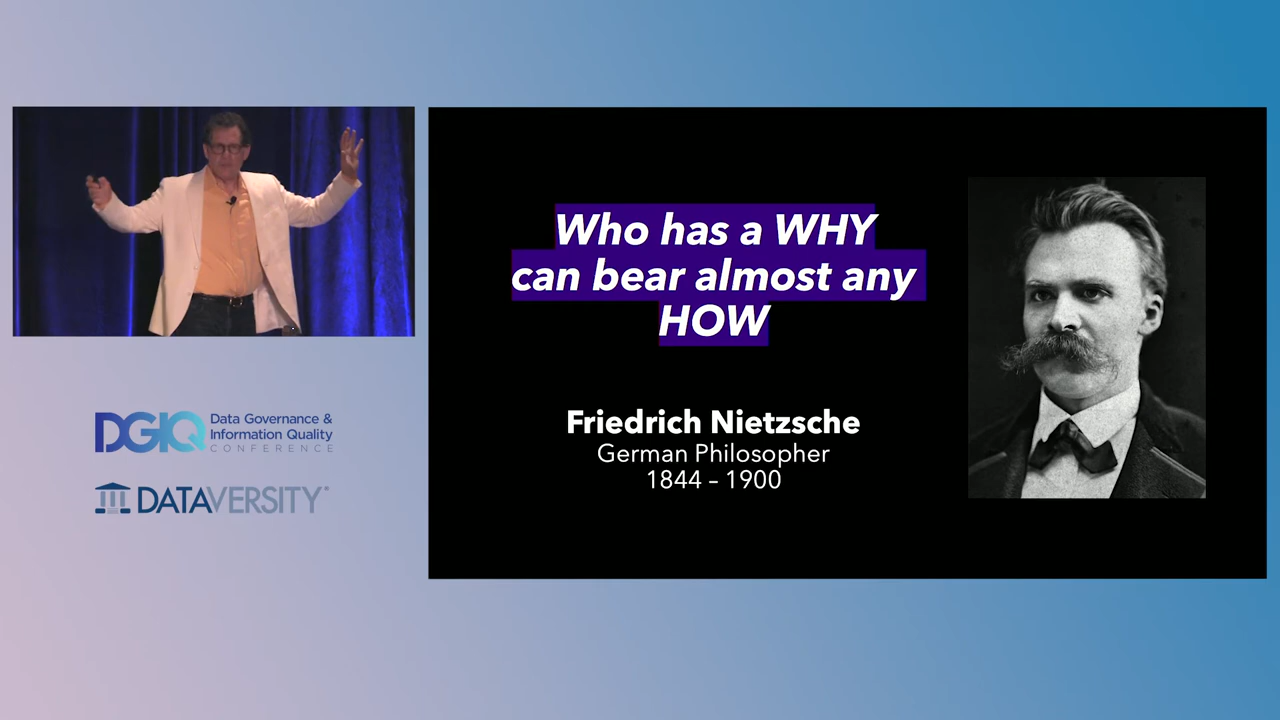 Who has a WHY
can bear almost any
HOW
Friedrich Nietzsche
German Philosopher
1844 – 1900
DGIQ Data Governance &
Information Quality
CONFERENCE
DATAVERSITY